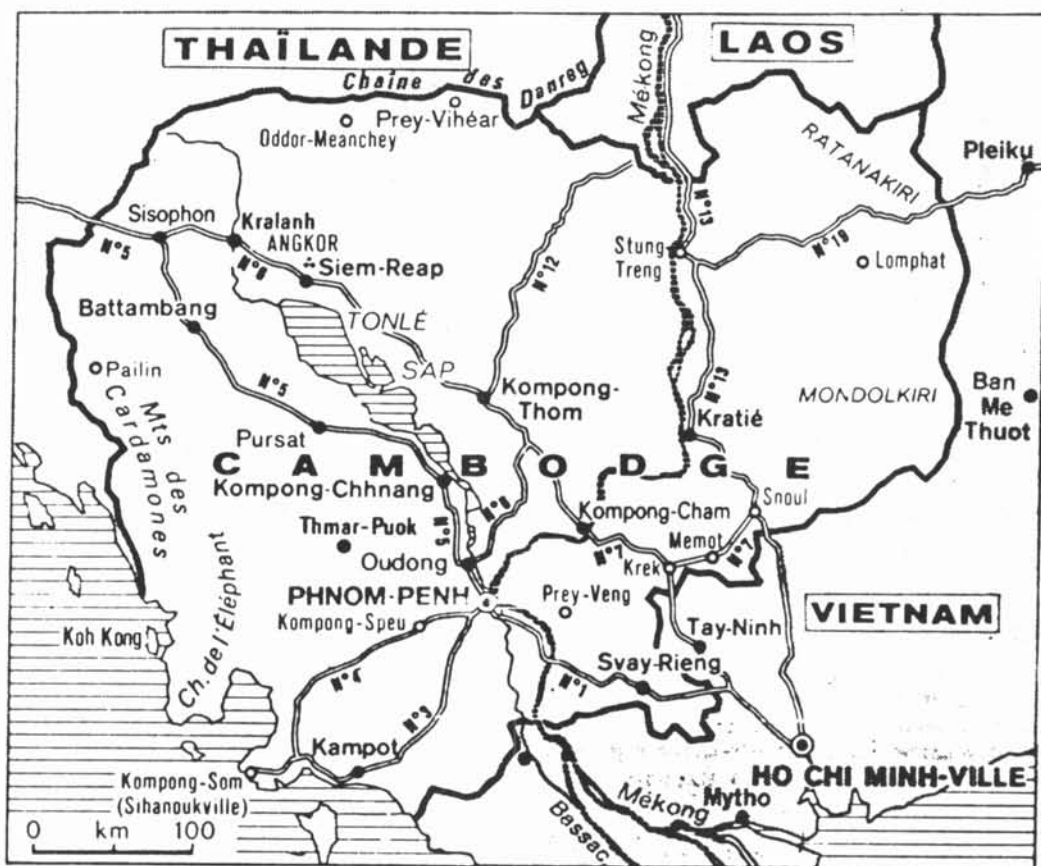 THAÏLANDE
LAOS
Chaîne des Danreg
Mékong
Prey-Vihéar
Oddor-Meanchey
RATANAKIRI
Pleiku
N°13
Sisophon
Kralanh
ANGKOR
N°5
N°6
Siem-Reap
Stung
Treng
N°19
Lomphat
N°12
Battambang
TONLÉ
SAP
Pailin
Mts des
Cardamones
N°5
Kompong-
Thom
N°13
MONDOLKIRI
Ban
Me
Thuot
Pursat
Kratié
CAMBODGE
Kompong-Chhnang
Snoul
N°6
Thmar-Puok
N°5
Kompong-Cham
Memot
N°7
N°7
Oudong
Krek
PHNOM-PENH
Prey-Veng
VIETNAM
Kompong-Speu
Tay-Ninh
Koh Kong
Ch. de l'Éléphant
Svay-Rieng
N°4
N°1
N°3
Kampot
Kompong-Som
(Sihanoukville)
HO CHI MINH-VILLE
Mékong
Mytho
Bassac
0 km 100